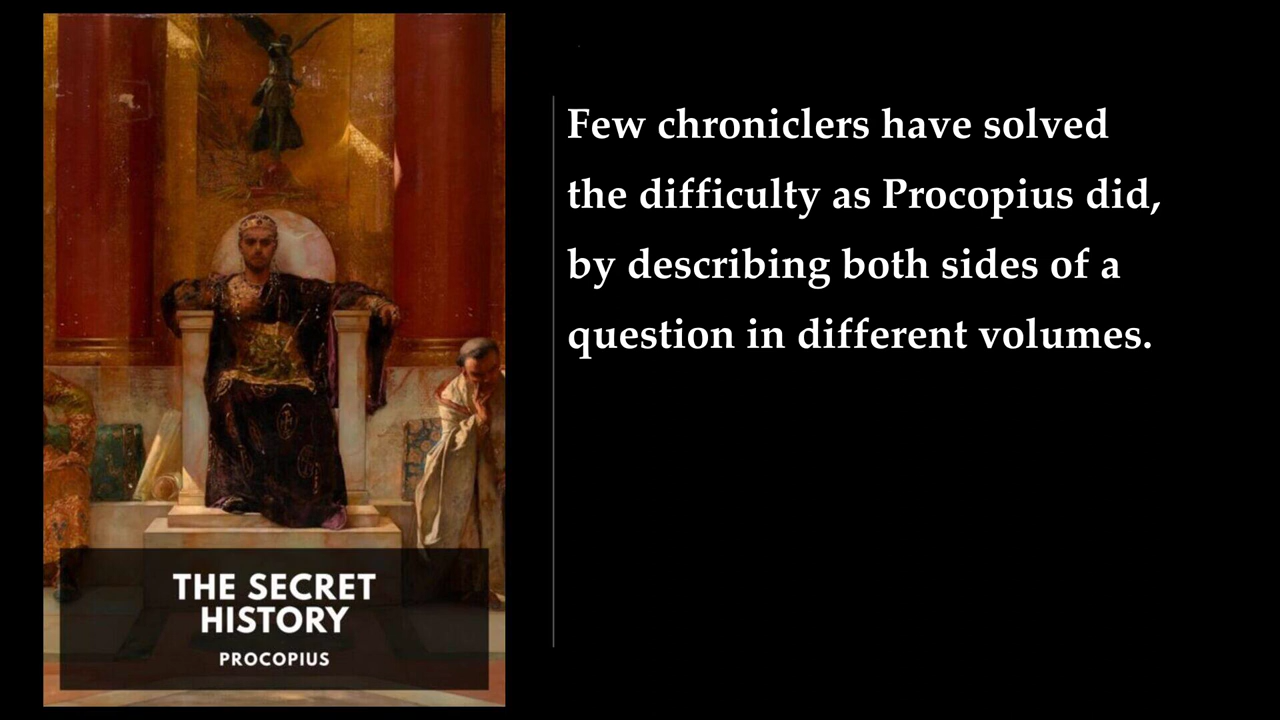 THE SECRET
HISTORY
PROCOPIUS
Few chroniclers have solved
the difficulty as Procopius did,
by describing both sides of a
question in different volumes.